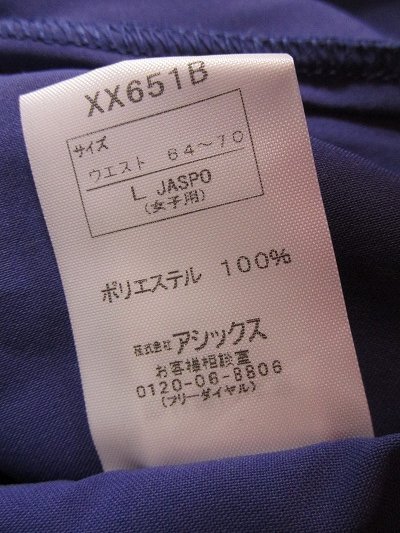 XX651B
サイズ
ウエスト 64～70
L JASPO
(女子用)
ポリエステル 100%
株式会社 アシックス
お客様相談室
0120-06-8806
(フリーダイヤル)